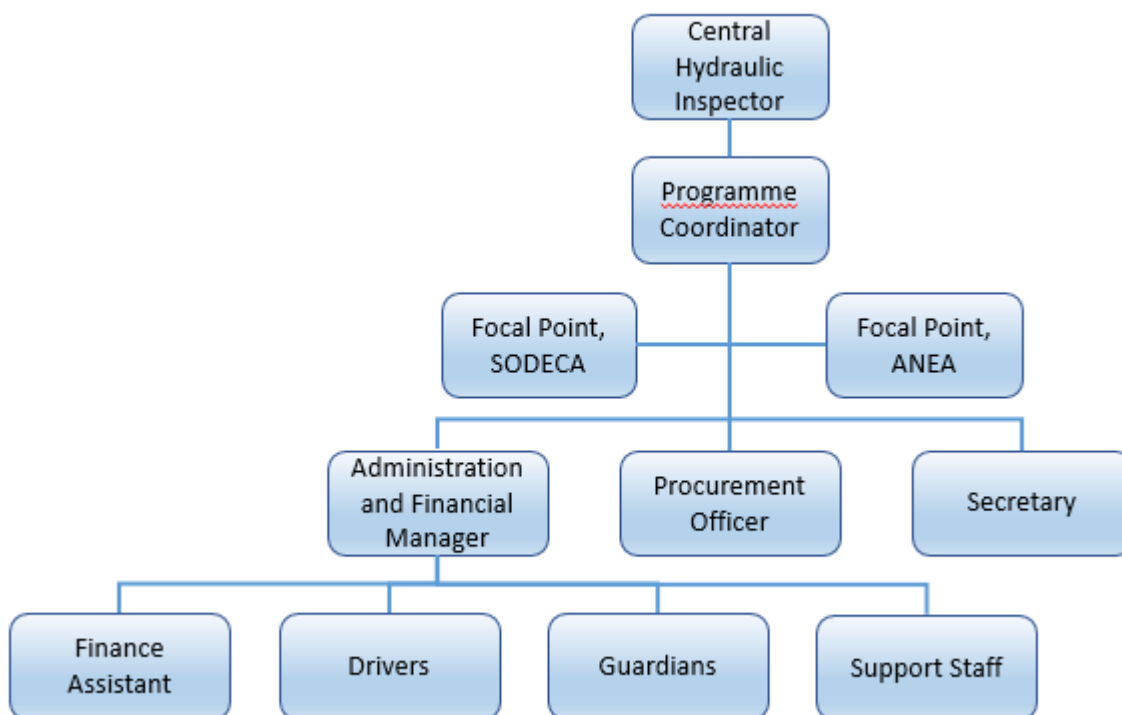 Central
Hydraulic
Inspector
Programme
Coordinator
Focal Point,
SODECA
Focal Point,
ANEA
Administration
and Financial
Manager
Procurement
Officer
Secretary
Finance
Assistant
Drivers
Guardians
Support Staff